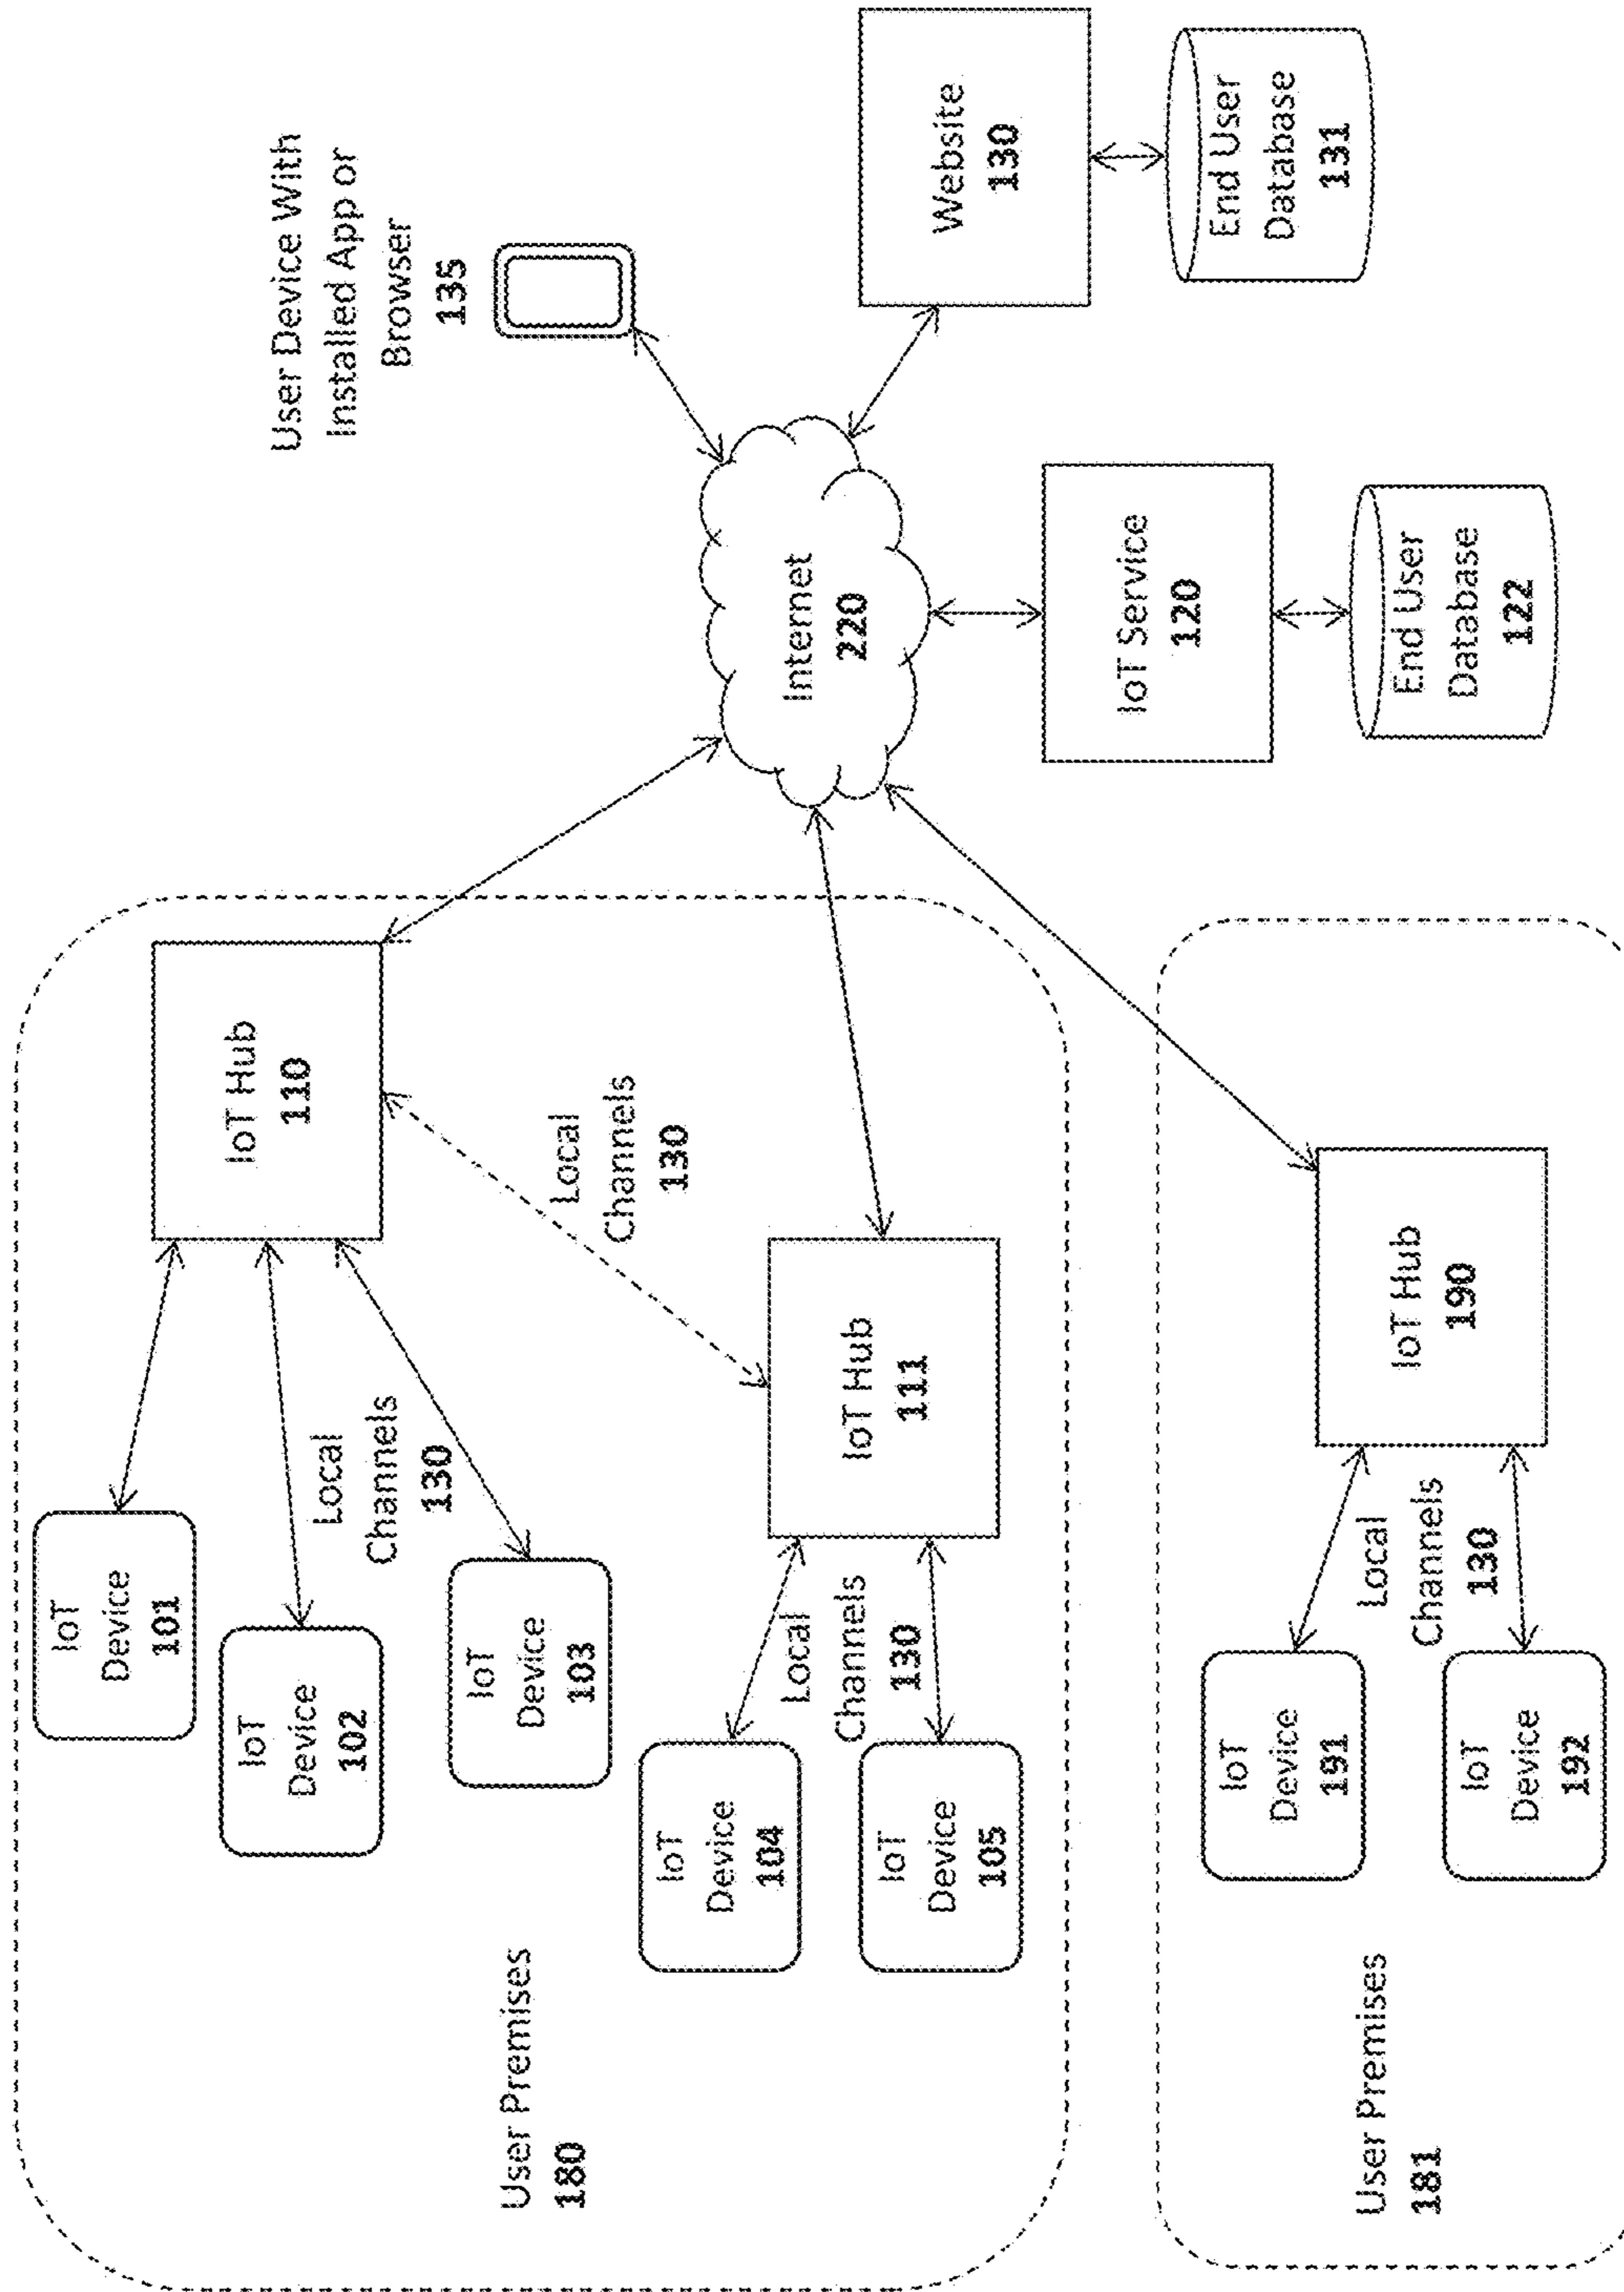 User Premises
180
IoT
Device
101
IoT
Device
102
IoT
Device
103
Local
Channels
130
IoT Hub
110
Local
Channels
130
IoT
Device
104
IoT
Device
105
Local
Channels
130
IoT Hub
111
User Premises
181
IoT
Device
191
IoT
Device
192
Local
Channels
130
IoT Hub
190
Internet
220
User Device With
Installed App or
Browser
135
IoT Service
120
End User
Database
122
Website
130
End User
Database
131